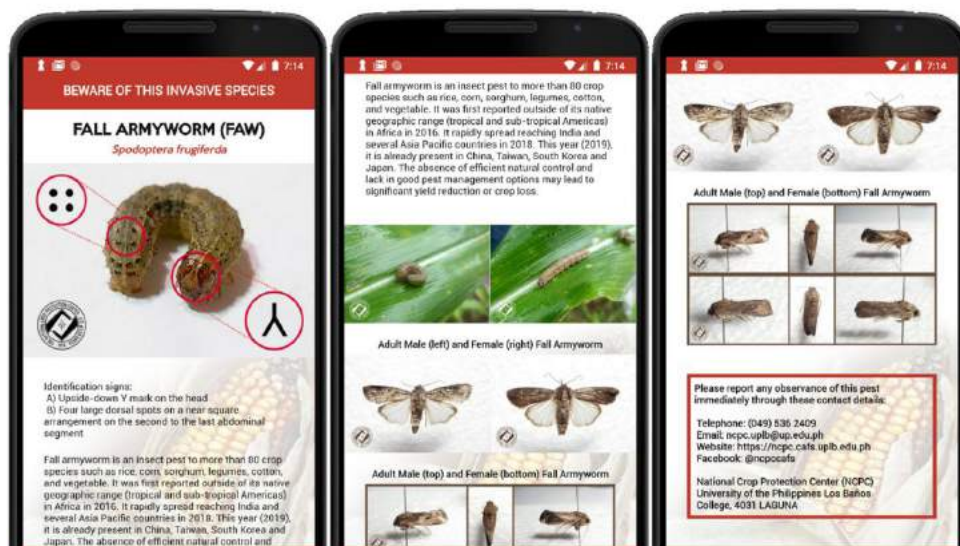 7:14
BEWARE OF THIS INVASIVE SPECIES
FALL ARMYWORM (FAW)
Spodoptera frugiferda
Identification signs:
A) Upside-down Y mark on the head
B) Four large dorsal spots on a near square
arrangement on the second to the last abdominal
segment
Fall armyworm is an insect pest to more than 80 crop
species such as rice, corn, sorghum, legumes, cotton,
and vegetable. It was first reported outside of its native
geographic range (tropical and sub-tropical Americas)
in Africa in 2016. It rapidly spread reaching India and
several Asia Pacific countries in 2018. This year (2019),
it is already present in China, Taiwan, South Korea and
Japan. The absence of efficient natural control and
7:14
Fall armyworm is an insect pest to more than 80 crop
species such as rice, corn, sorghum, legumes, cotton,
and vegetable. It was first reported outside of its native
geographic range (tropical and sub-tropical Americas)
in Africa in 2016. It rapidly spread reaching India and
several Asia Pacific countries in 2018. This year (2019),
it is already present in China, Taiwan, South Korea and
Japan. The absence of efficient natural control and
lack in good pest management options may lead to
significant yield reduction or crop loss.
Adult Male (left) and Female (right) Fall Armyworm
Adult Male (top) and Female (bottom) Fall Armyworm
7:14
Adult Male (top) and Female (bottom) Fall Armyworm
Please report any observance of this pest
immediately through these contact details:
Telephone: (049) 536 2409
Email: ncpc.uplb@up.edu.ph
Website: https://ncpc.cafs.uplb.edu.ph
Facebook: @ncpccafs
National Crop Protection Center (NCPC)
University of the Philippines Los Baños
College, 4031 LAGUNA